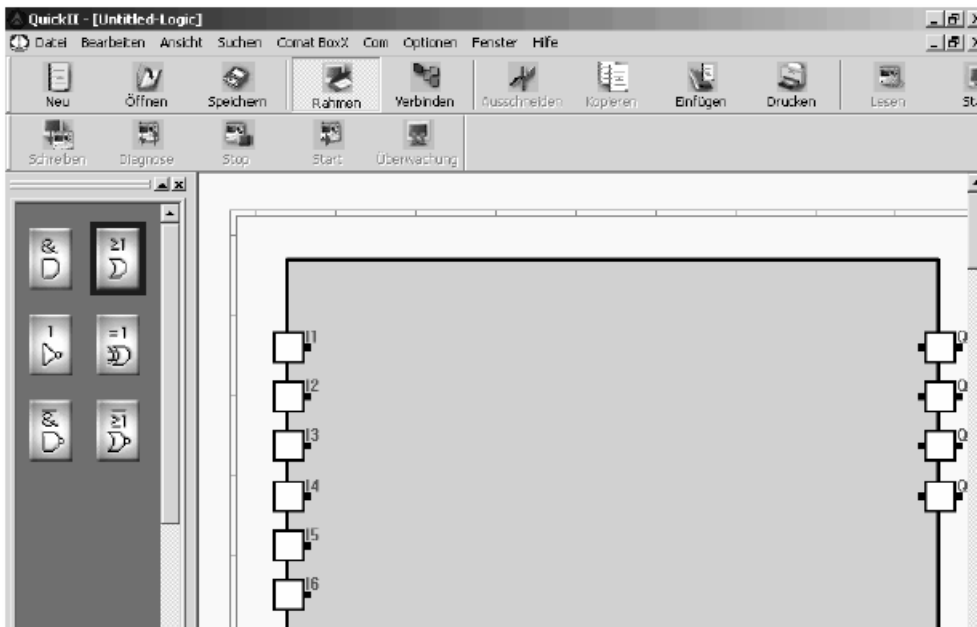 QuickII - [Untitled-Logic]
Datei Bearbeiten Ansicht Suchen Comat BoxX Com Optionen Fenster Hilfe
Neu Öffnen Speichern Rahmen Verbinden Ausschneiden Kopieren Einfügen Drucken Lesen Sta
Schreiben Diagnose Stop Start Überwachung
& ≥1
1 =1
& ≥1
I1 Q
I2 Q
I3 Q
I4 Q
I5
I6